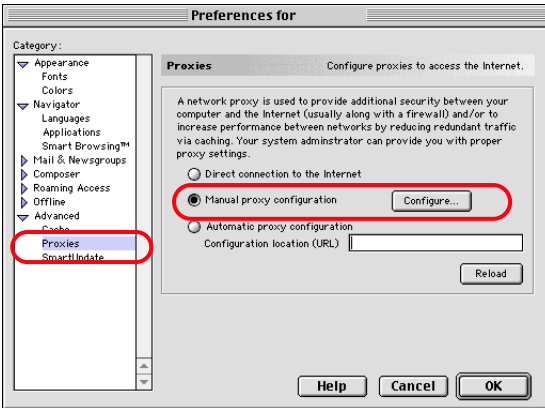 Preferences for
Category:
Appearance
Fonts
Colors
Navigator
Languages
Applications
Smart Browsing™
Mail & Newsgroups
Composer
Roaming Access
Offline
Advanced
Cache
Proxies
SmartUpdate
Proxies Configure proxies to access the Internet.
A network proxy is used to provide additional security between your
computer and the Internet (usually along with a firewall) and/or to
increase performance between networks by reducing redundant traffic
via caching. Your system adminstrator can provide you with proper
proxy settings.
Direct connection to the Internet
Manual proxy configuration Configure...
Automatic proxy configuration
Configuration location (URL)
Reload
Help Cancel OK